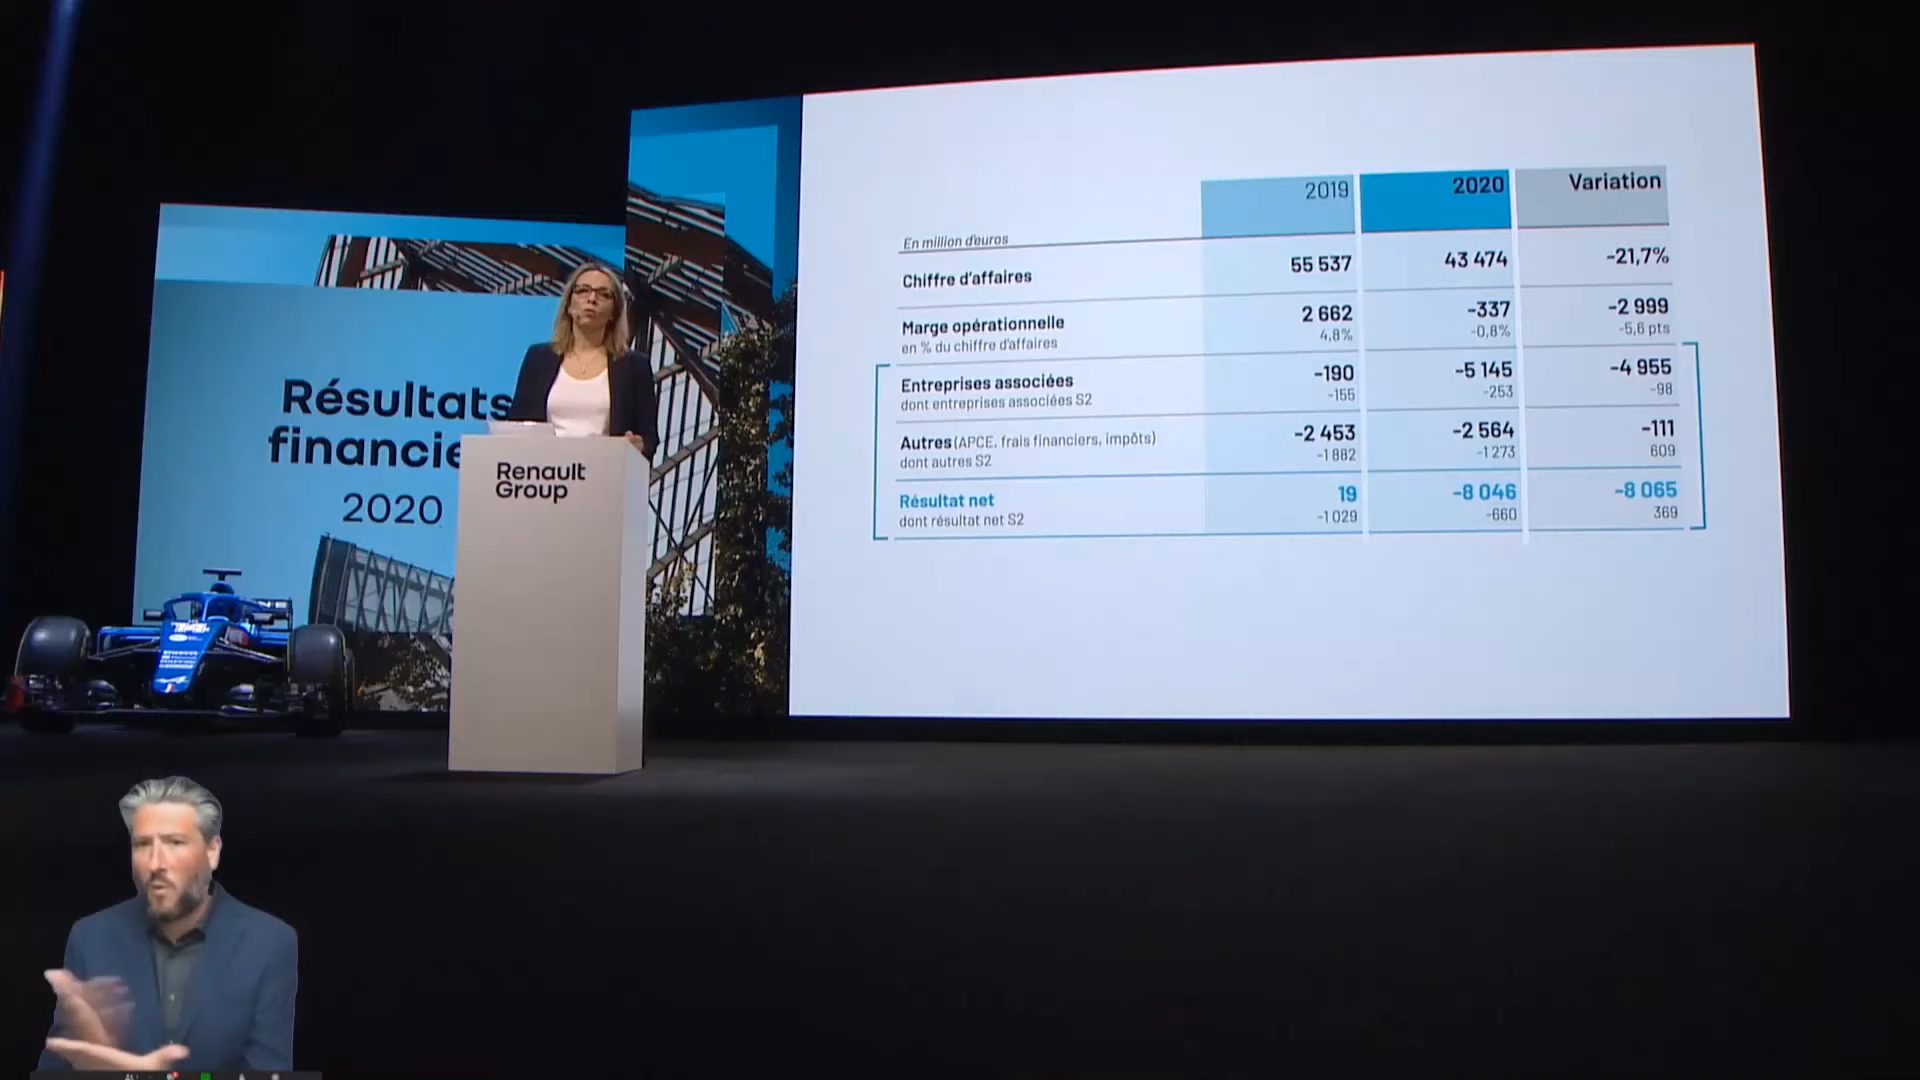 Résultats
financie
2020
Renault
Group
2019 2020 Variation
En million d'euros
Chiffre d'affaires 55 537 43 474 -21,7%
Marge opérationnelle 2 662 -337 -2 999
en % du chiffre d'affaires 4,8% -0,8% -5,6 pts
Entreprises associées -190 -5 145 -4 955
dont entreprises associées S2 -155 -253 -98
Autres (APCE, frais financiers, impôts) -2 453 -2 564 -111
dont autres S2 -1 882 -1 273 609
Résultat net 19 -8 046 -8 065
dont résultat net S2 -1 029 -660 369